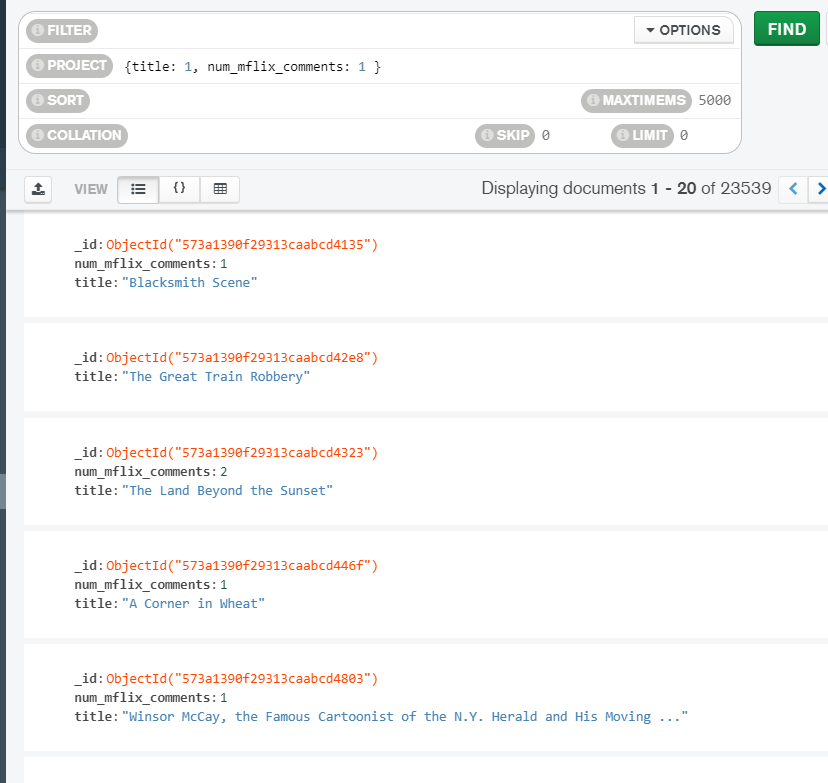 FILTER OPTIONS FIND
PROJECT {title: 1, num_mflix_comments: 1 }
SORT MAXTIMEMS 5000
COLLATION SKIP 0 LIMIT 0
VIEW {} Displaying documents 1 - 20 of 23539
_id:ObjectId("573a1390f29313caabcd4135")
num_mflix_comments:1
title:"Blacksmith Scene"
_id:ObjectId("573a1390f29313caabcd42e8")
title:"The Great Train Robbery"
_id:ObjectId("573a1390f29313caabcd4323")
num_mflix_comments:2
title:"The Land Beyond the Sunset"
_id:ObjectId("573a1390f29313caabcd446f")
num_mflix_comments:1
title:"A Corner in Wheat"
_id:ObjectId("573a1390f29313caabcd4803")
num_mflix_comments:1
title:"Winsor McCay, the Famous Cartoonist of the N.Y. Herald and His Moving ..."